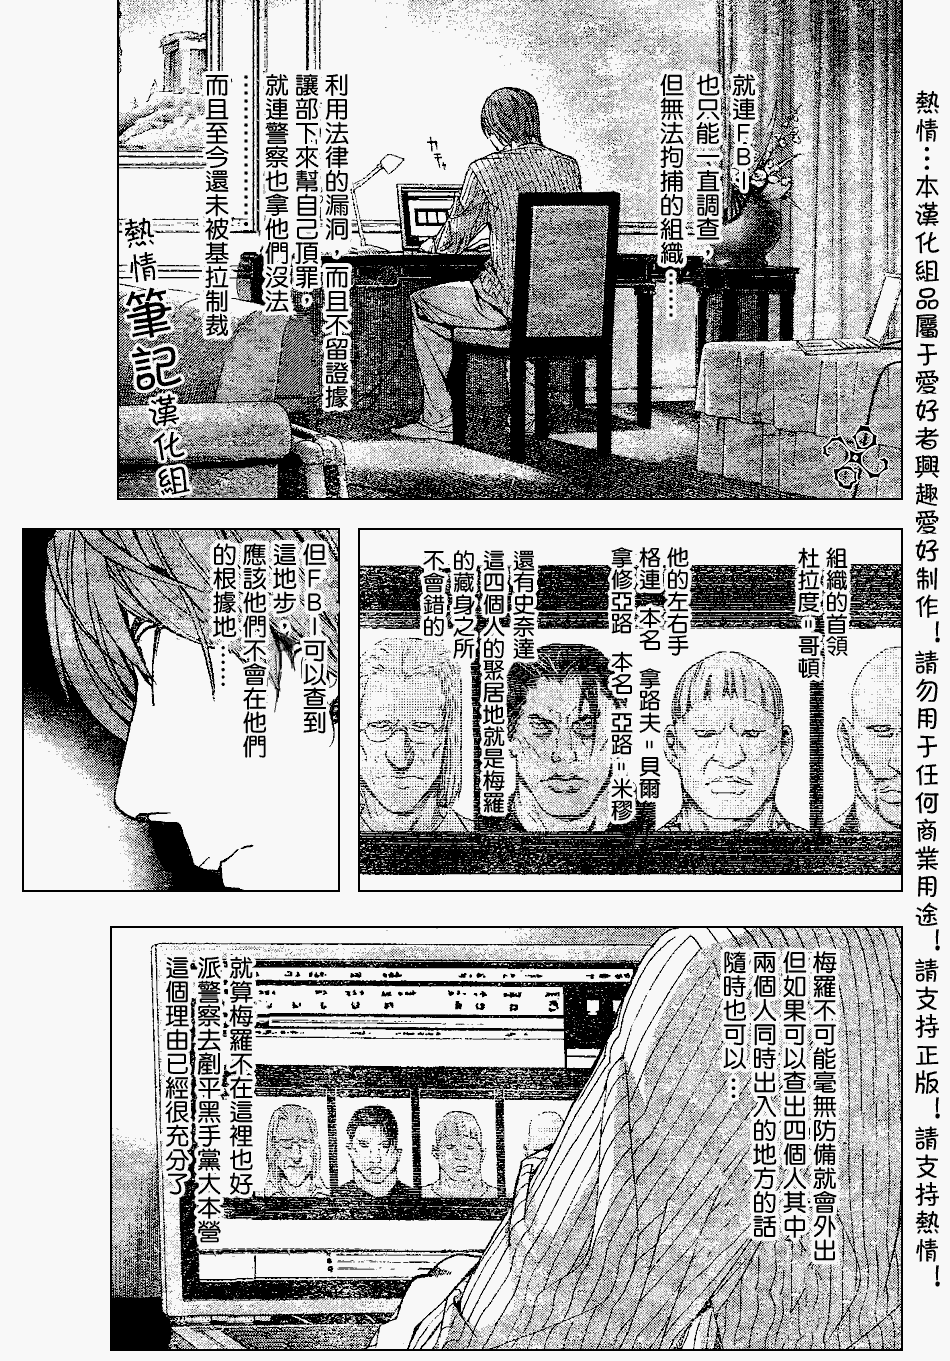 就連FBI
也只能一直調查，
但無法拘捕的組織……
カチ
利用法律的漏洞，而且不留證據
讓部下來幫自己頂罪，
就連警察也拿他們沒法
………………………
而且至今還未被基拉制裁
熱情筆記漢化組
組織的首領
杜拉度=哥頓
他的左右手
格連 本名 拿路夫=貝爾
拿修亞路 本名 亞路=米穆
還有史奈達
這四個人的聚居地就是梅羅
的藏身之所
不會錯的
但FBI可以查到
這地步，
應該他們不會在他們
的根據地……
梅羅不可能毫無防備就會外出
但如果可以查出四個人其中
兩個人同時出入的地方的話
隨時也可以…
就算梅羅不在這裡也好
派警察去剷平黑手黨大本營
這個理由已經很充分了
熱情…本漢化組品屬于愛好者興趣愛好制作！請勿用于任何商業用途！請支持正版！請支持熱情！